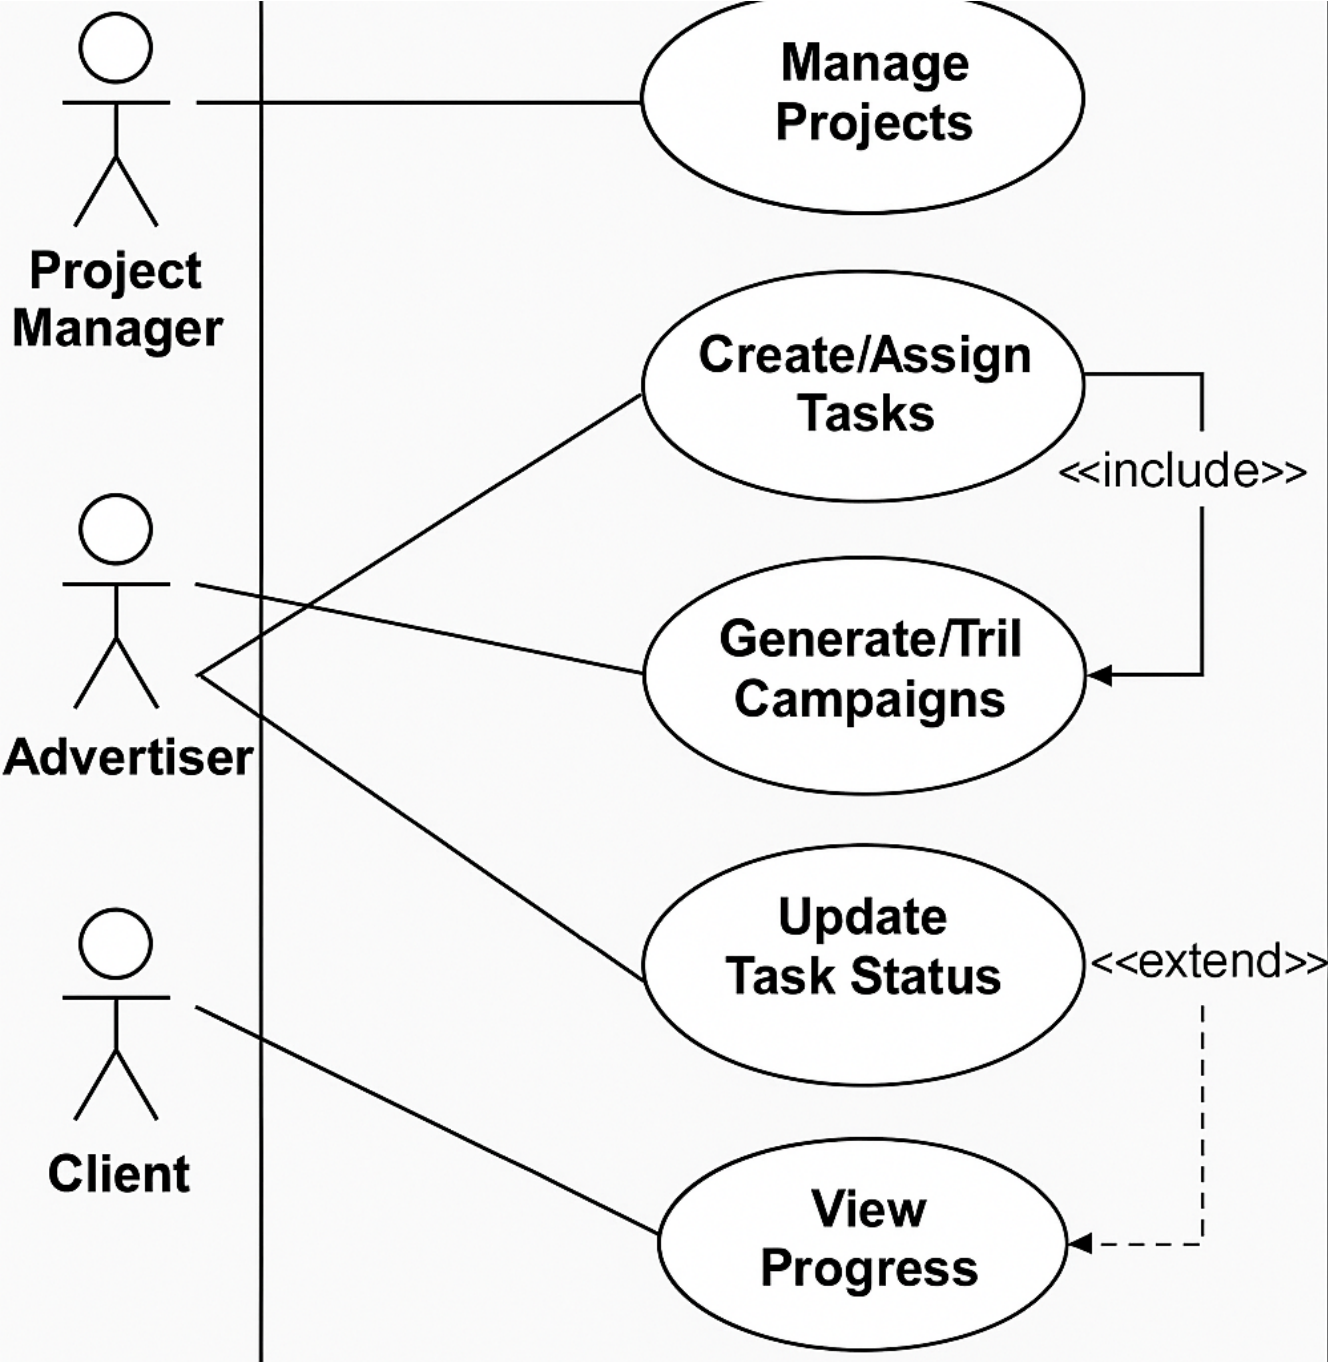 Manage
Projects
Project
Manager
Create/Assign
Tasks
<<include>>
Generate/Tril
Campaigns
Advertiser
Update
Task Status
<<extend>>
Client
View
Progress